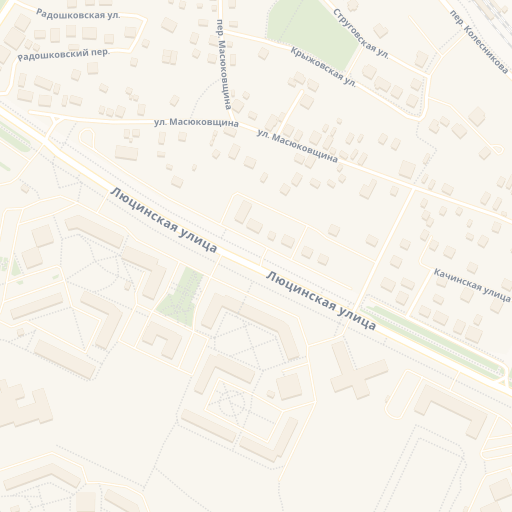 Радошковская ул.
Радошковский пер.
пер. Масюковщина
Струговская ул.
пер. Колесникова
Крыжовская ул.
ул. Масюковщина
ул. Масюковщина
Люцинская улица
Люцинская улица
Качинская улица